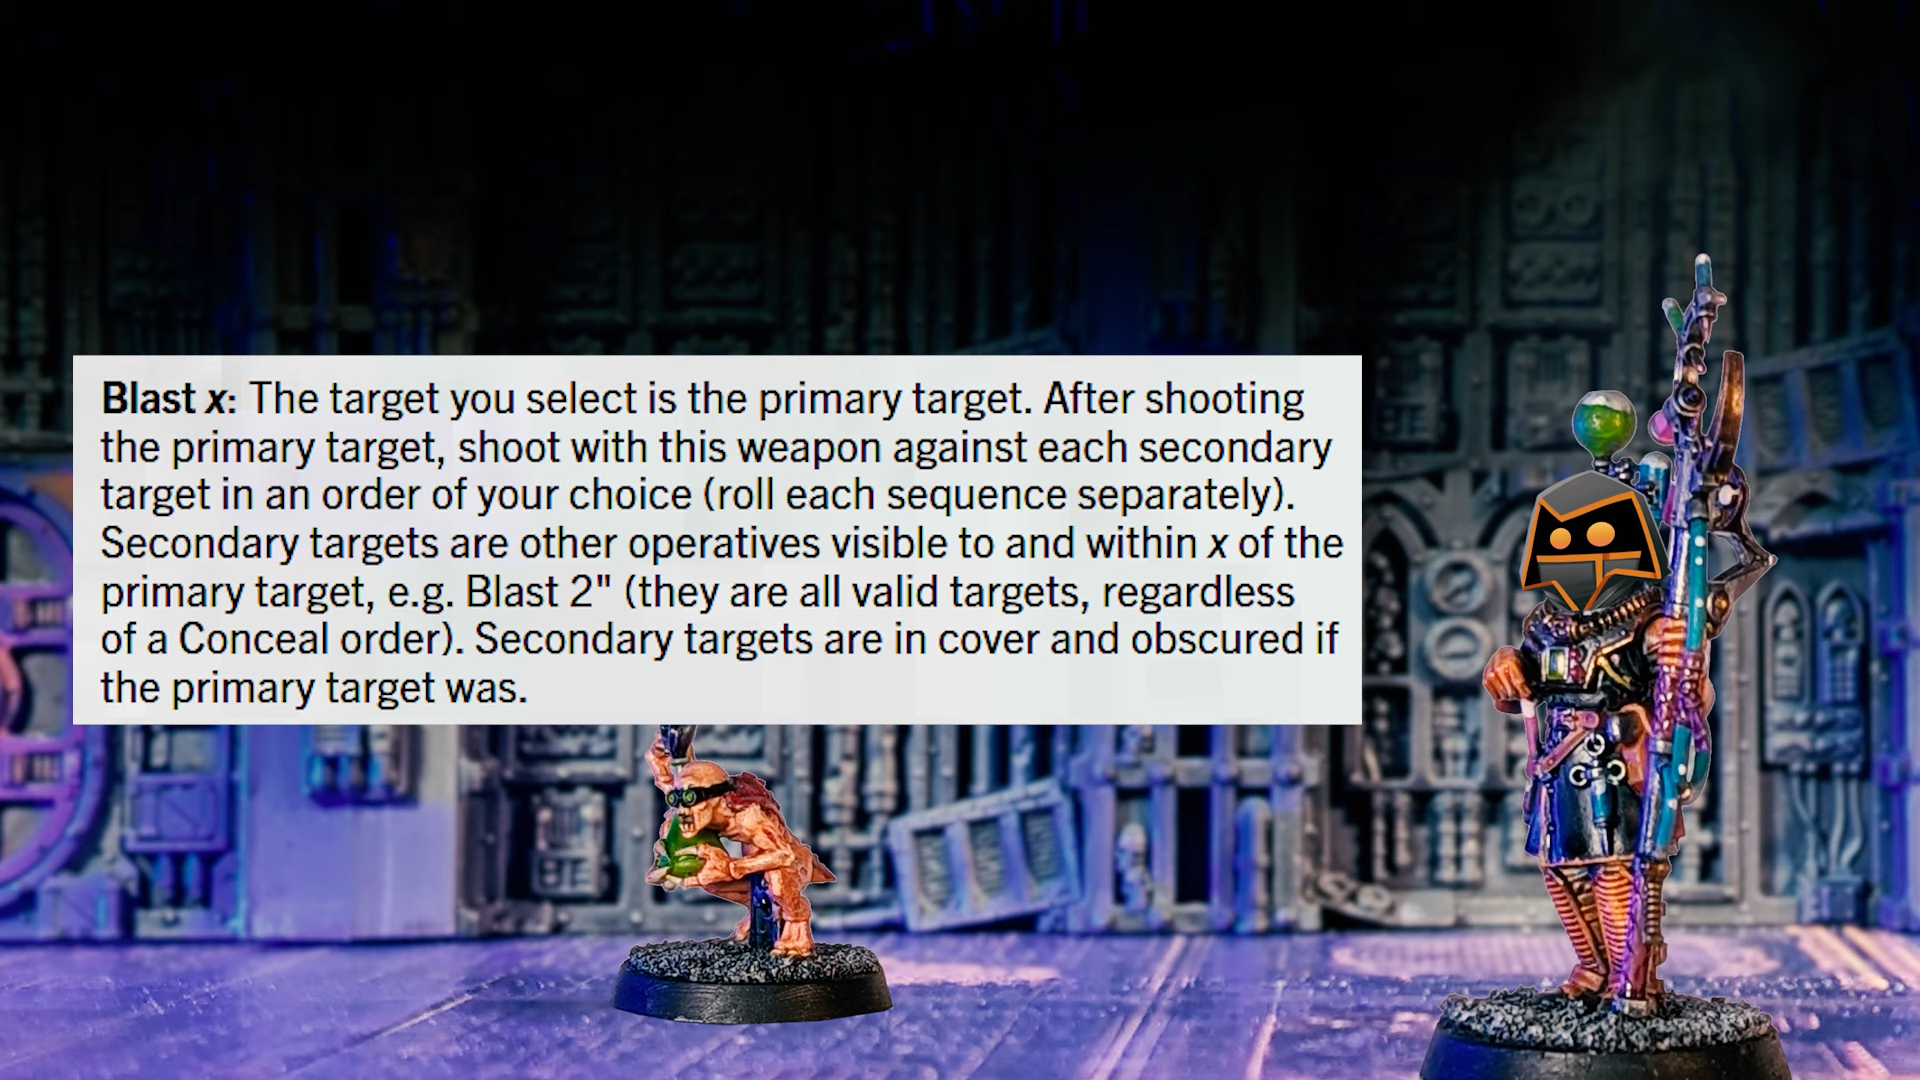 Blast x: The target you select is the primary target. After shooting
the primary target, shoot with this weapon against each secondary
target in an order of your choice (roll each sequence separately).
Secondary targets are other operatives visible to and within x of the
primary target, e.g. Blast 2" (they are all valid targets, regardless
of a Conceal order). Secondary targets are in cover and obscured if
the primary target was.